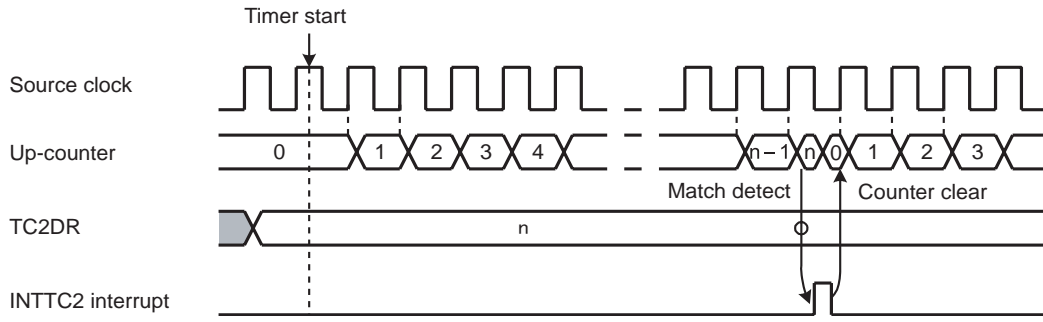 Timer start
Source clock
Up-counter
0 1 2 3 4 n–1 n 0 1 2 3
Match detect
Counter clear
TC2DR
n
INTTC2 interrupt